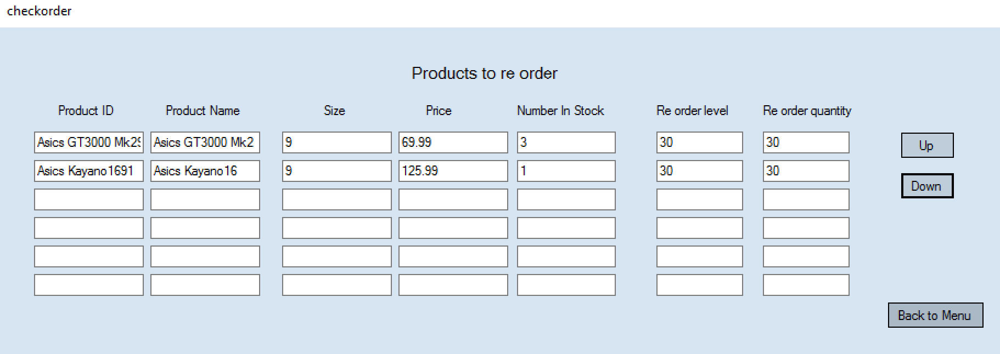 checkorder
Products to re order
Product ID Product Name Size Price Number In Stock Re order level Re order quantity
Asics GT3000 Mk2 Asics GT3000 Mk2 9 69.99 3 30 30
Up
Asics Kayano1691 Asics Kayano16 9 125.99 1 30 30
Down
Back to Menu